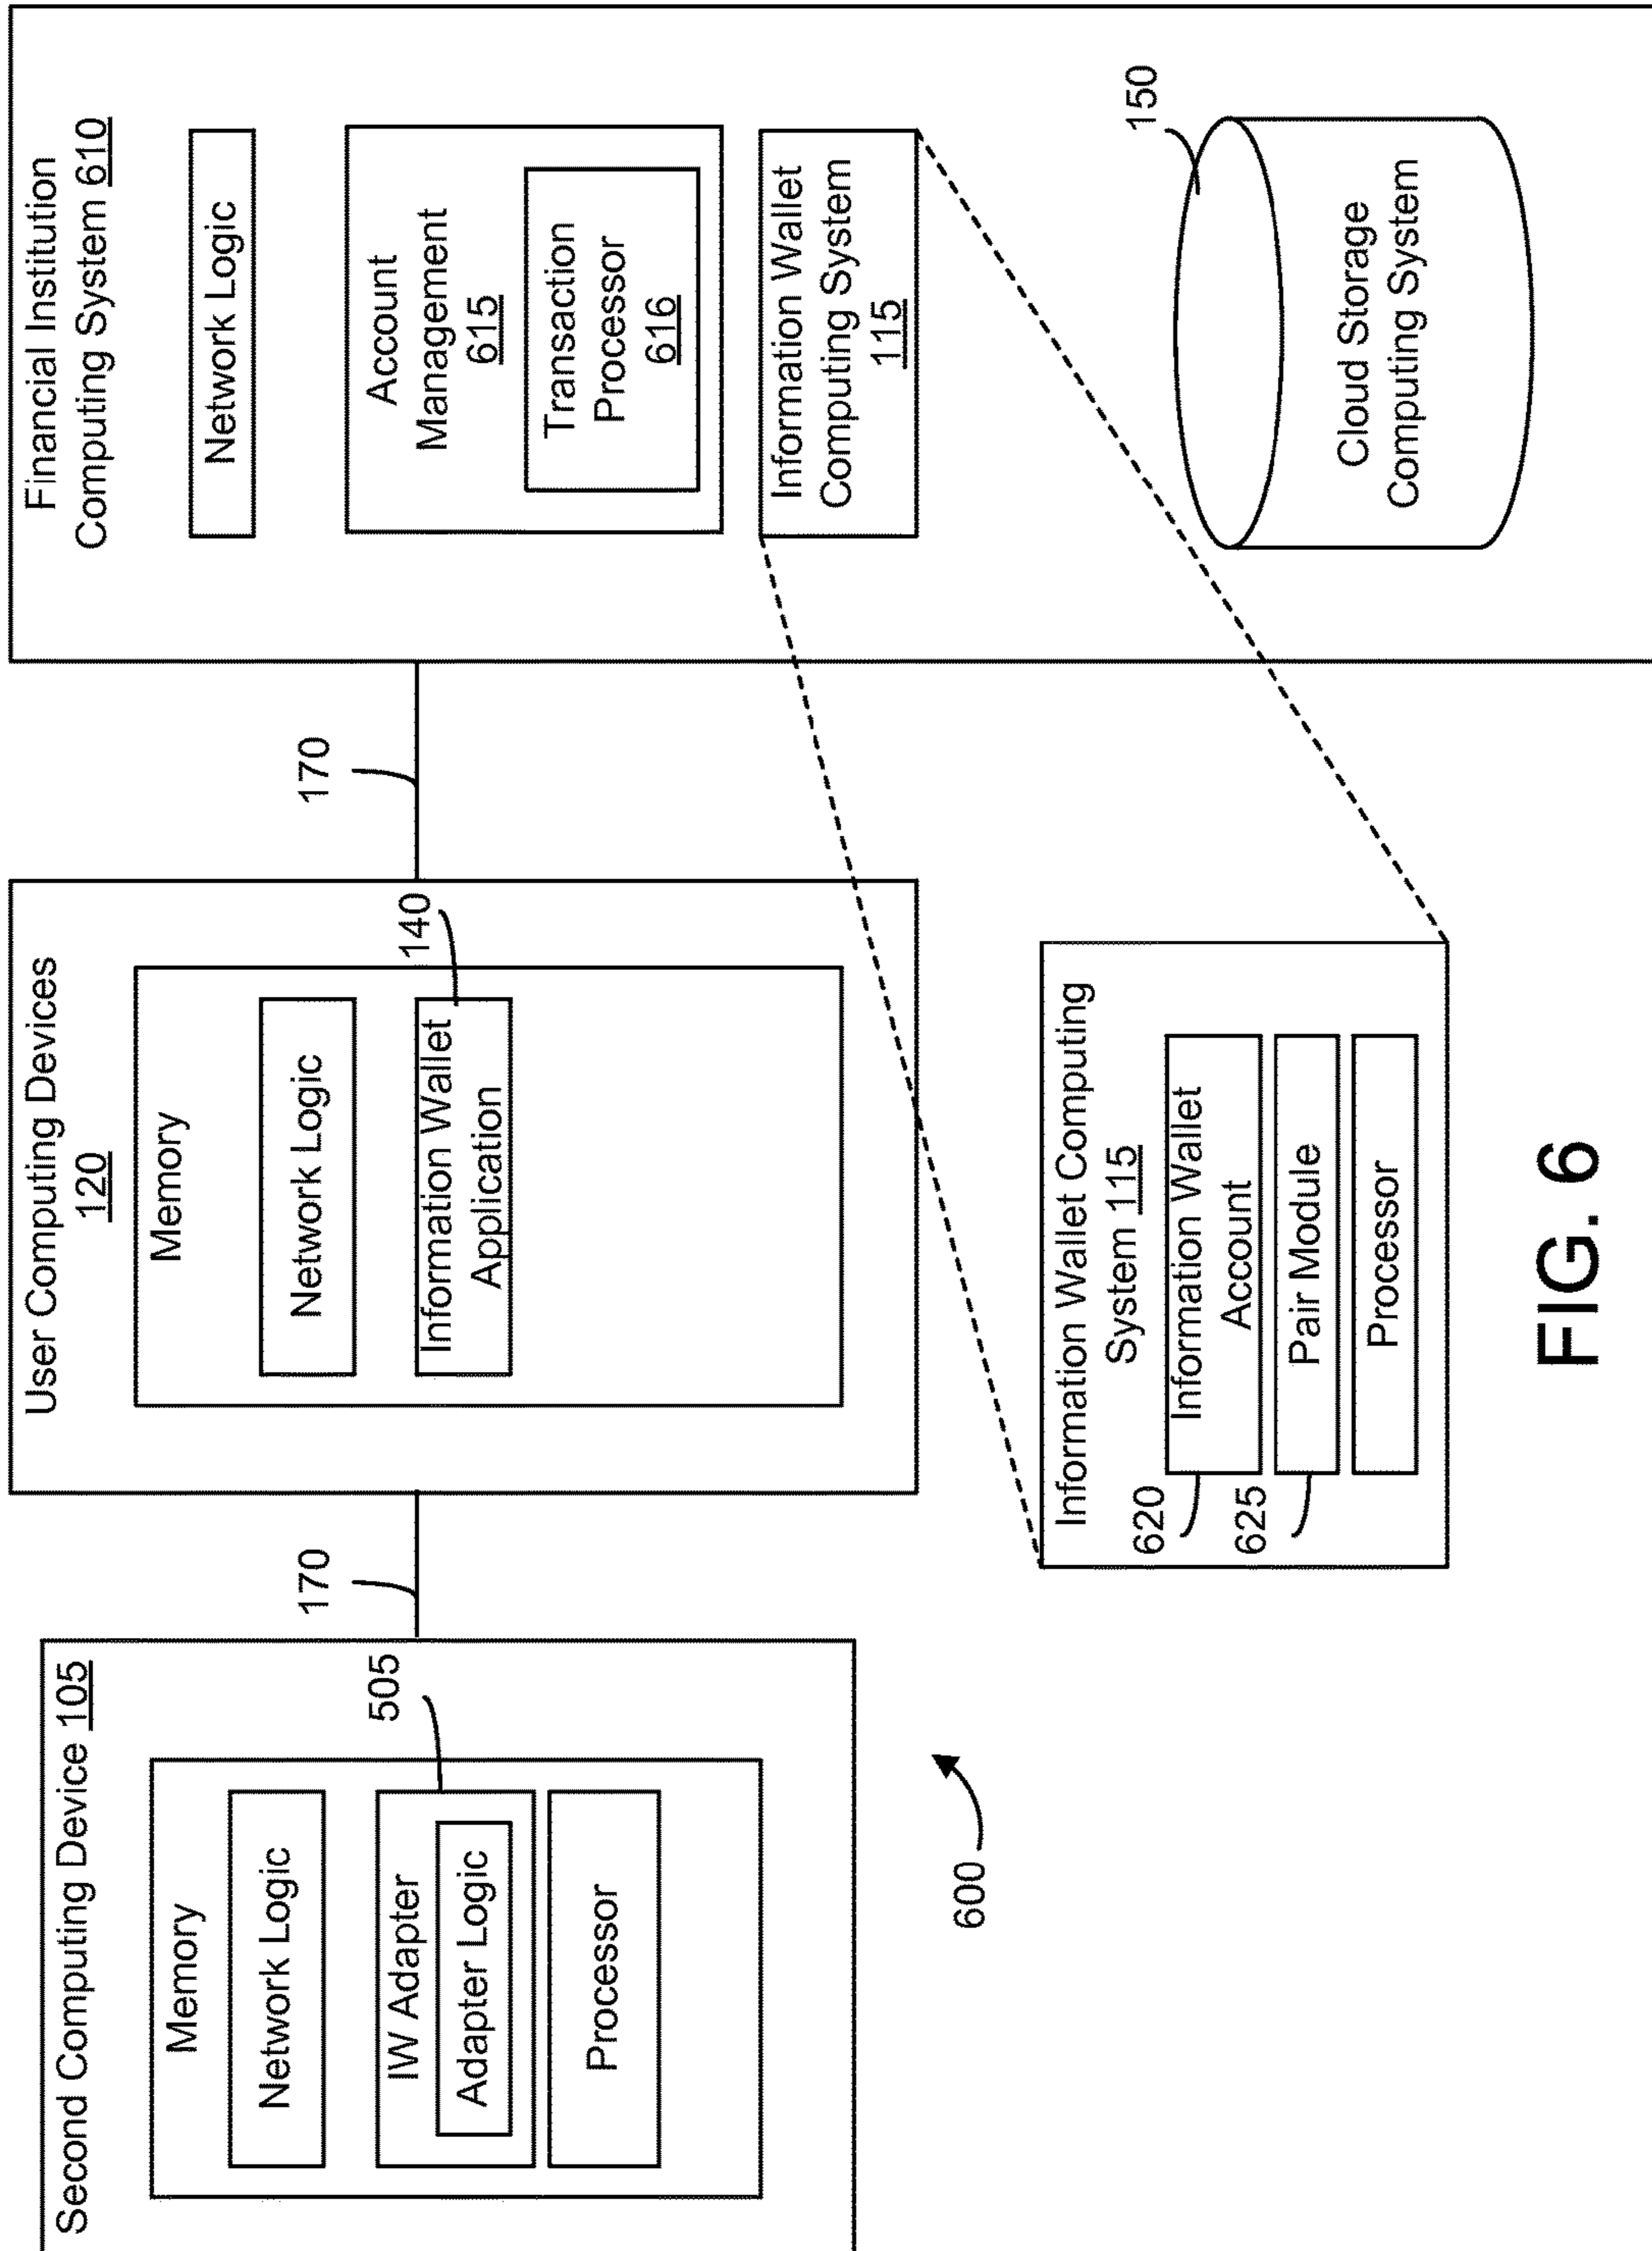 Second Computing Device 105
Memory
Network Logic
IW Adapter
Adapter Logic
Processor
505
170
User Computing Devices
120
Memory
Network Logic
Information Wallet
Application
140
170
Financial Institution
Computing System 610
Network Logic
Account
Management
615
Transaction
Processor
616
Information Wallet
Computing System
115
150
Cloud Storage
Computing System
600
Information Wallet Computing
System 115
620
Information Wallet
Account
625
Pair Module
Processor
FIG. 6